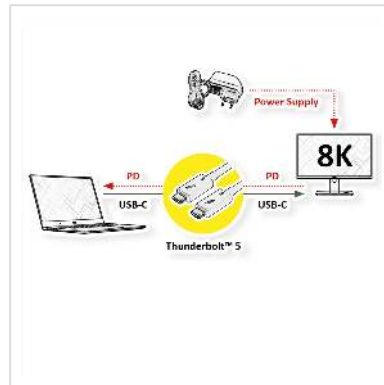 Power Supply
8K
PD
PD
USB-C
USB-C
Thunderbolt™ 5